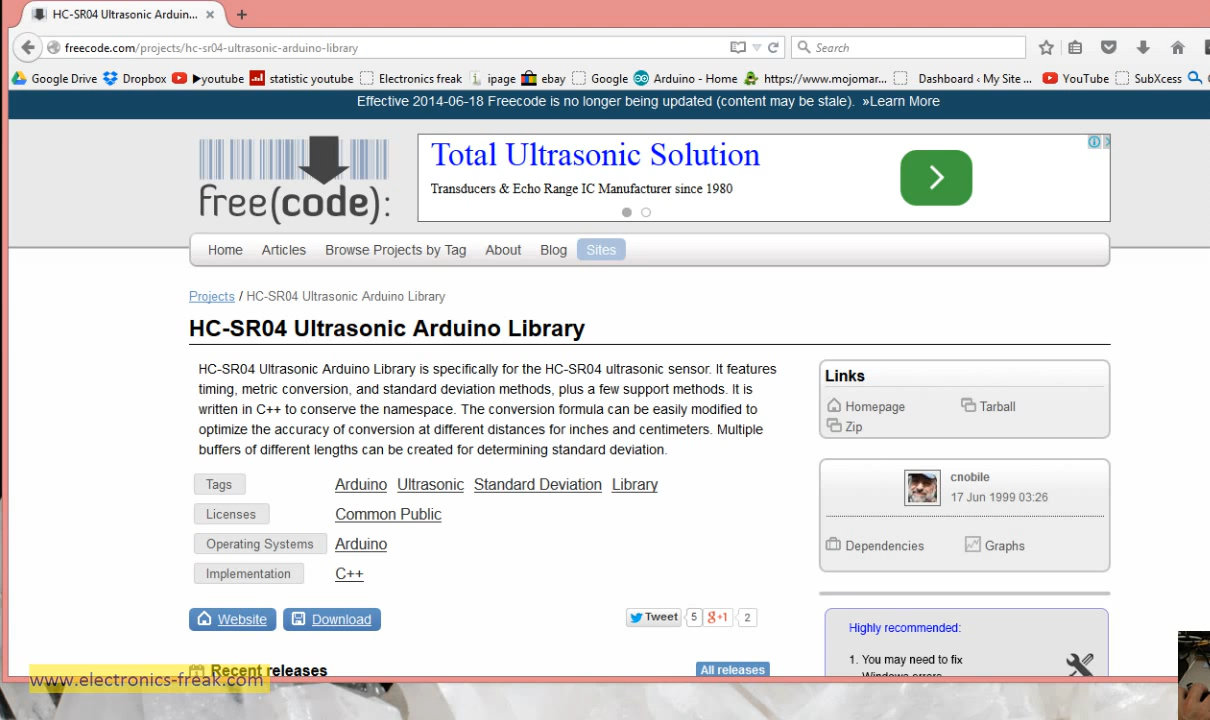 HC-SR04 Ultrasonic Arduin...
freecode.com/projects/hc-sr04-ultrasonic-arduino-library
Search
Google Drive Dropbox ▶youtube statistic youtube Electronics freak ipage ebay Google Arduino - Home https://www.mojomar... Dashboard ‹ My Site ... YouTube SubXcess
Effective 2014-06-18 Freecode is no longer being updated (content may be stale). »Learn More
free(code):
Total Ultrasonic Solution
Transducers & Echo Range IC Manufacturer since 1980
Home Articles Browse Projects by Tag About Blog Sites
Projects / HC-SR04 Ultrasonic Arduino Library
HC-SR04 Ultrasonic Arduino Library
HC-SR04 Ultrasonic Arduino Library is specifically for the HC-SR04 ultrasonic sensor. It features
timing, metric conversion, and standard deviation methods, plus a few support methods. It is
written in C++ to conserve the namespace. The conversion formula can be easily modified to
optimize the accuracy of conversion at different distances for inches and centimeters. Multiple
buffers of different lengths can be created for determining standard deviation.
Tags Arduino Ultrasonic Standard Deviation Library
Licenses Common Public
Operating Systems Arduino
Implementation C++
Website Download
Tweet 5 g+1 2
Recent releases All releases
Links
Homepage Tarball
Zip
cnobile
17 Jun 1999 03:26
Dependencies Graphs
Highly recommended:
1. You may need to fix
Windows errors
www.electronics-freak.com